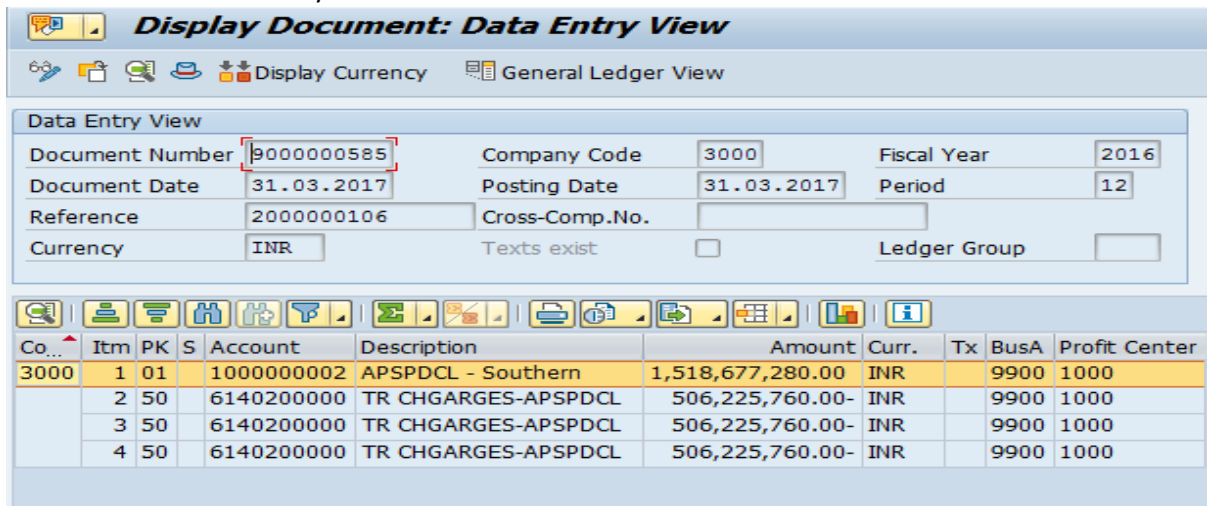 Display Document: Data Entry View
Display Currency General Ledger View
Data Entry View
Document Number 9000000585 Company Code 3000 Fiscal Year 2016
Document Date 31.03.2017 Posting Date 31.03.2017 Period 12
Reference 2000000106 Cross-Comp.No.
Currency INR Texts exist Ledger Group
Co... Itm PK S Account Description Amount Curr. Tx BusA Profit Center
3000 1 01 1000000002 APSPDCL - Southern 1,518,677,280.00 INR 9900 1000
2 50 6140200000 TR CHGARGES-APSPDCL 506,225,760.00- INR 9900 1000
3 50 6140200000 TR CHGARGES-APSPDCL 506,225,760.00- INR 9900 1000
4 50 6140200000 TR CHGARGES-APSPDCL 506,225,760.00- INR 9900 1000